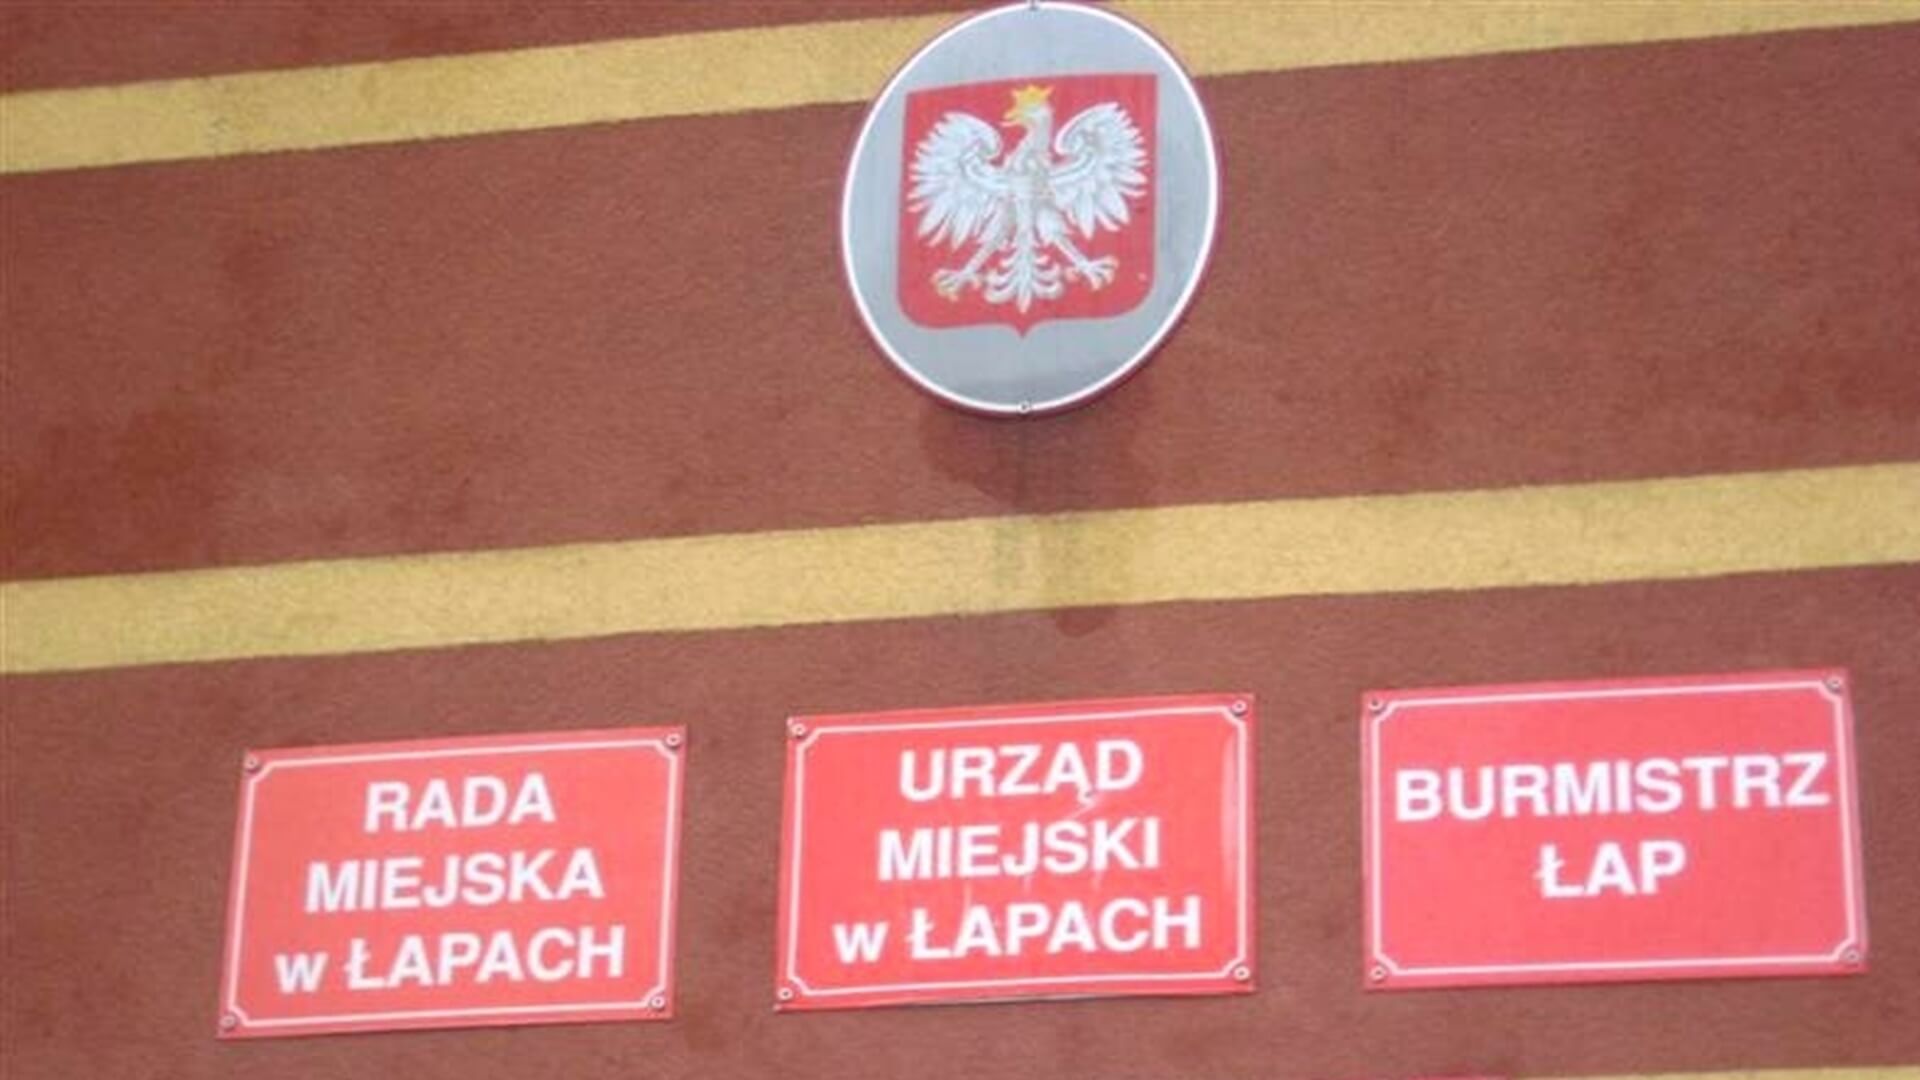 RADA
MIEJSKA
w ŁAPACH
URZĄD
MIEJSKI
w ŁAPACH
BURMISTRZ
ŁAP